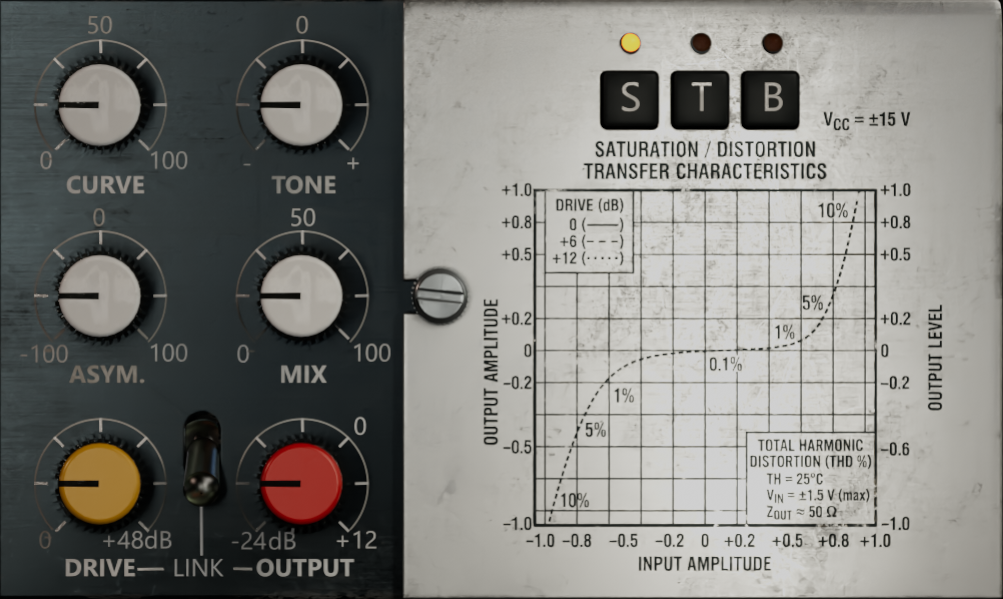 50
0
0 100
- +
CURVE
TONE
0
50
-100 100
0 100
ASYM.
MIX
0
0 +48dB
-24dB +12
DRIVE — LINK — OUTPUT
S T B
VCC = ±15 V
SATURATION / DISTORTION
TRANSFER CHARACTERISTICS
DRIVE (dB)
0 (——)
+6 (---)
+12 (·····)
+1.0
+0.8
+0.5
+0.2
0
-0.2
-0.5
-1.0
OUTPUT AMPLITUDE
10%
5%
1%
0.1%
1%
5%
10%
+1.0
+0.8
+0.5
+0.2
0
-0.2
-0.6
-1.0
OUTPUT LEVEL
TOTAL HARMONIC
DISTORTION (THD %)
TH = 25°C
VIN = ±1.5 V (max)
ZOUT ≈ 50 Ω
-1.0 -0.8 -0.5 -0.2 0 +0.2 +0.5 +0.8 +1.0
INPUT AMPLITUDE